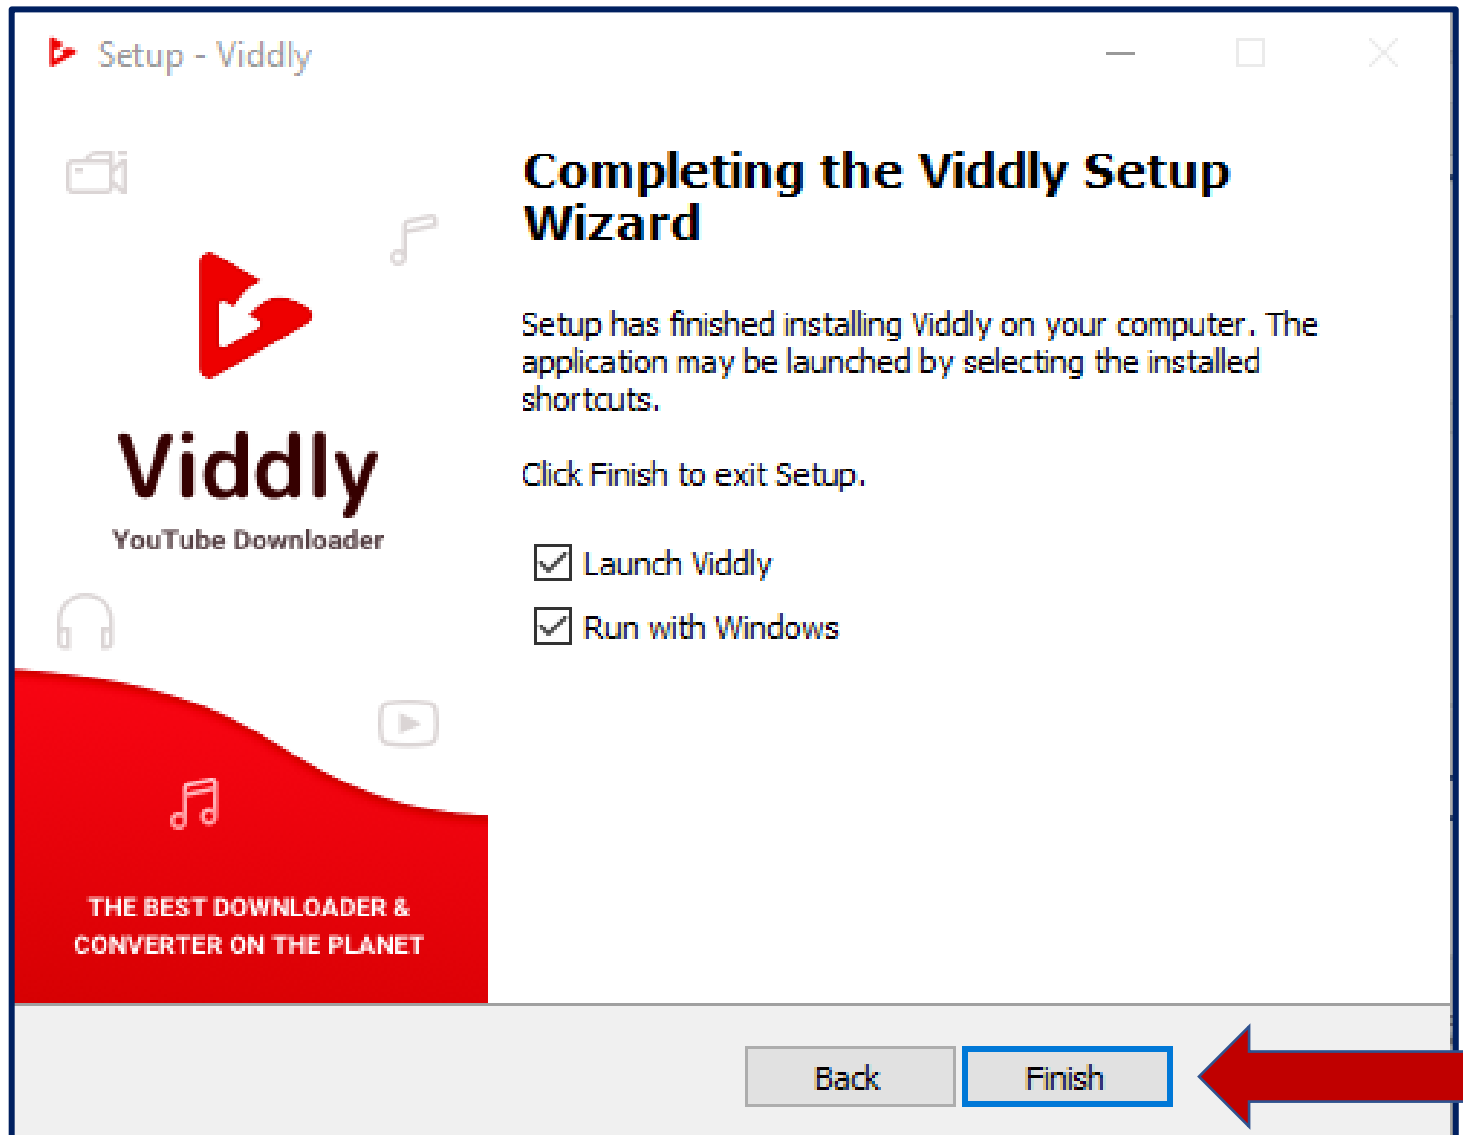 Setup - Viddly
Completing the Viddly Setup
Wizard
Setup has finished installing Viddly on your computer. The
application may be launched by selecting the installed
shortcuts.
Click Finish to exit Setup.
Launch Viddly
Run with Windows
Viddly
YouTube Downloader
THE BEST DOWNLOADER &
CONVERTER ON THE PLANET
Back
Finish